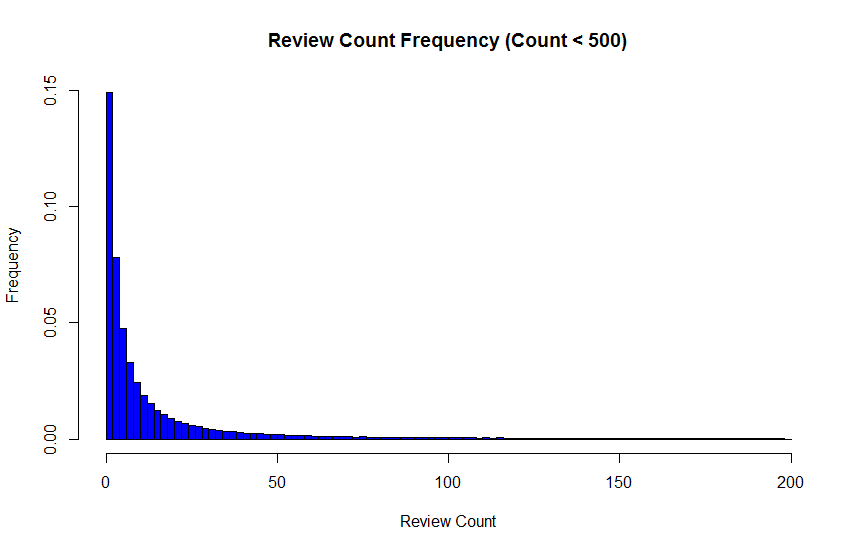 Review Count Frequency (Count < 500)
0.15
0.10
0.05
0.00
Frequency
0 50 100 150 200
Review Count